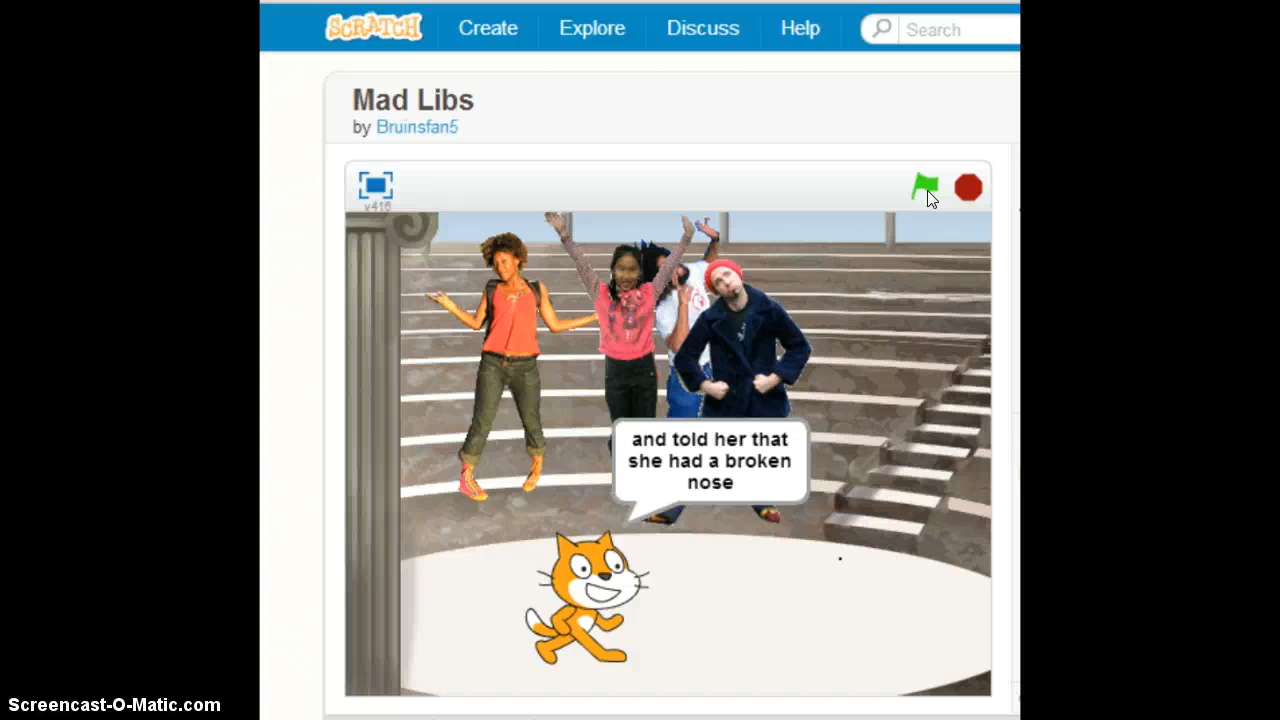 SCRATCH Create Explore Discuss Help Search
Mad Libs
by Bruinsfan5
v416
and told her that
she had a broken
nose
Screencast-O-Matic.com